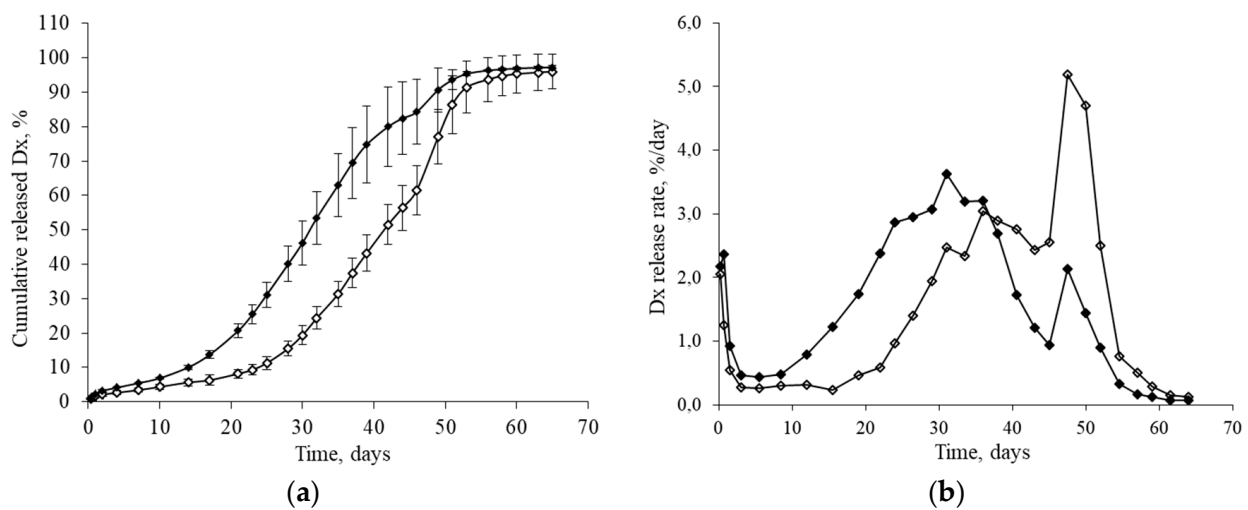 110
100
90
80
70
60
50
40
30
20
10
0
Cumulative released Dx, %
0 10 20 30 40 50 60 70
Time, days
(a)
6,0
5,0
4,0
3,0
2,0
1,0
0,0
Dx release rate, %/day
0 10 20 30 40 50 60 70
Time, days
(b)